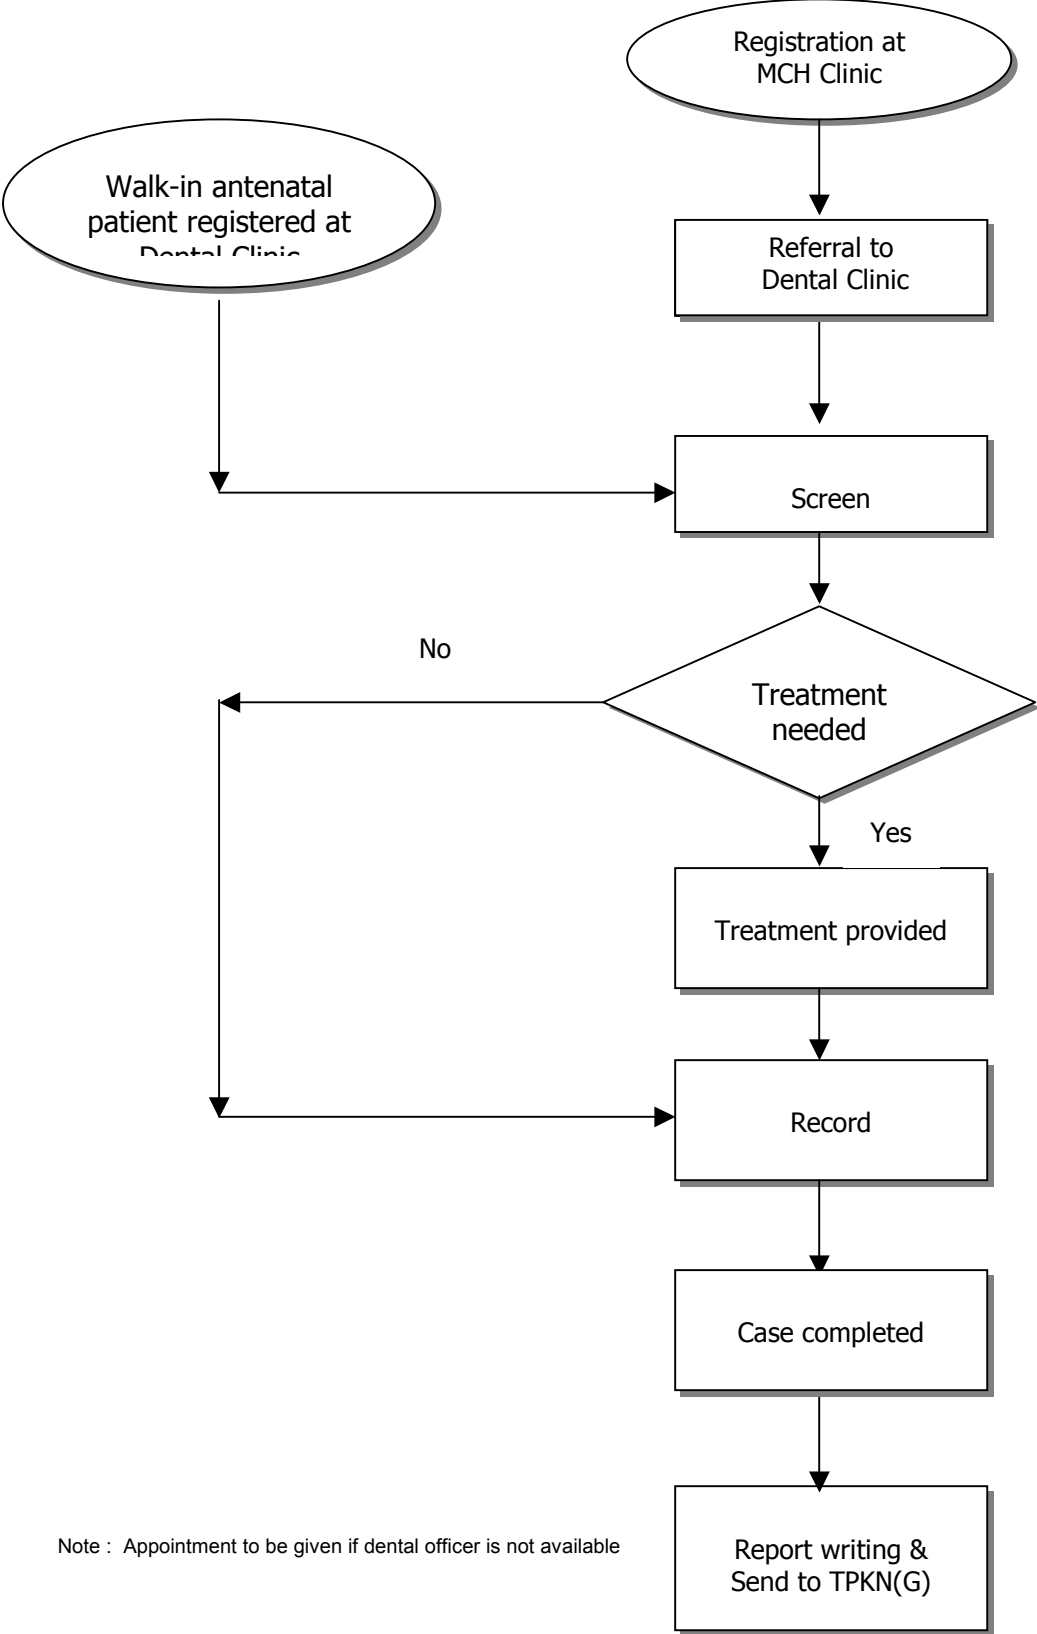 Registration at
MCH Clinic
Walk-in antenatal
patient registered at
Dental Clinic
Referral to
Dental Clinic
Screen
No
Treatment
needed
Yes
Treatment provided
Record
Case completed
Note : Appointment to be given if dental officer is not available
Report writing &
Send to TPKN(G)